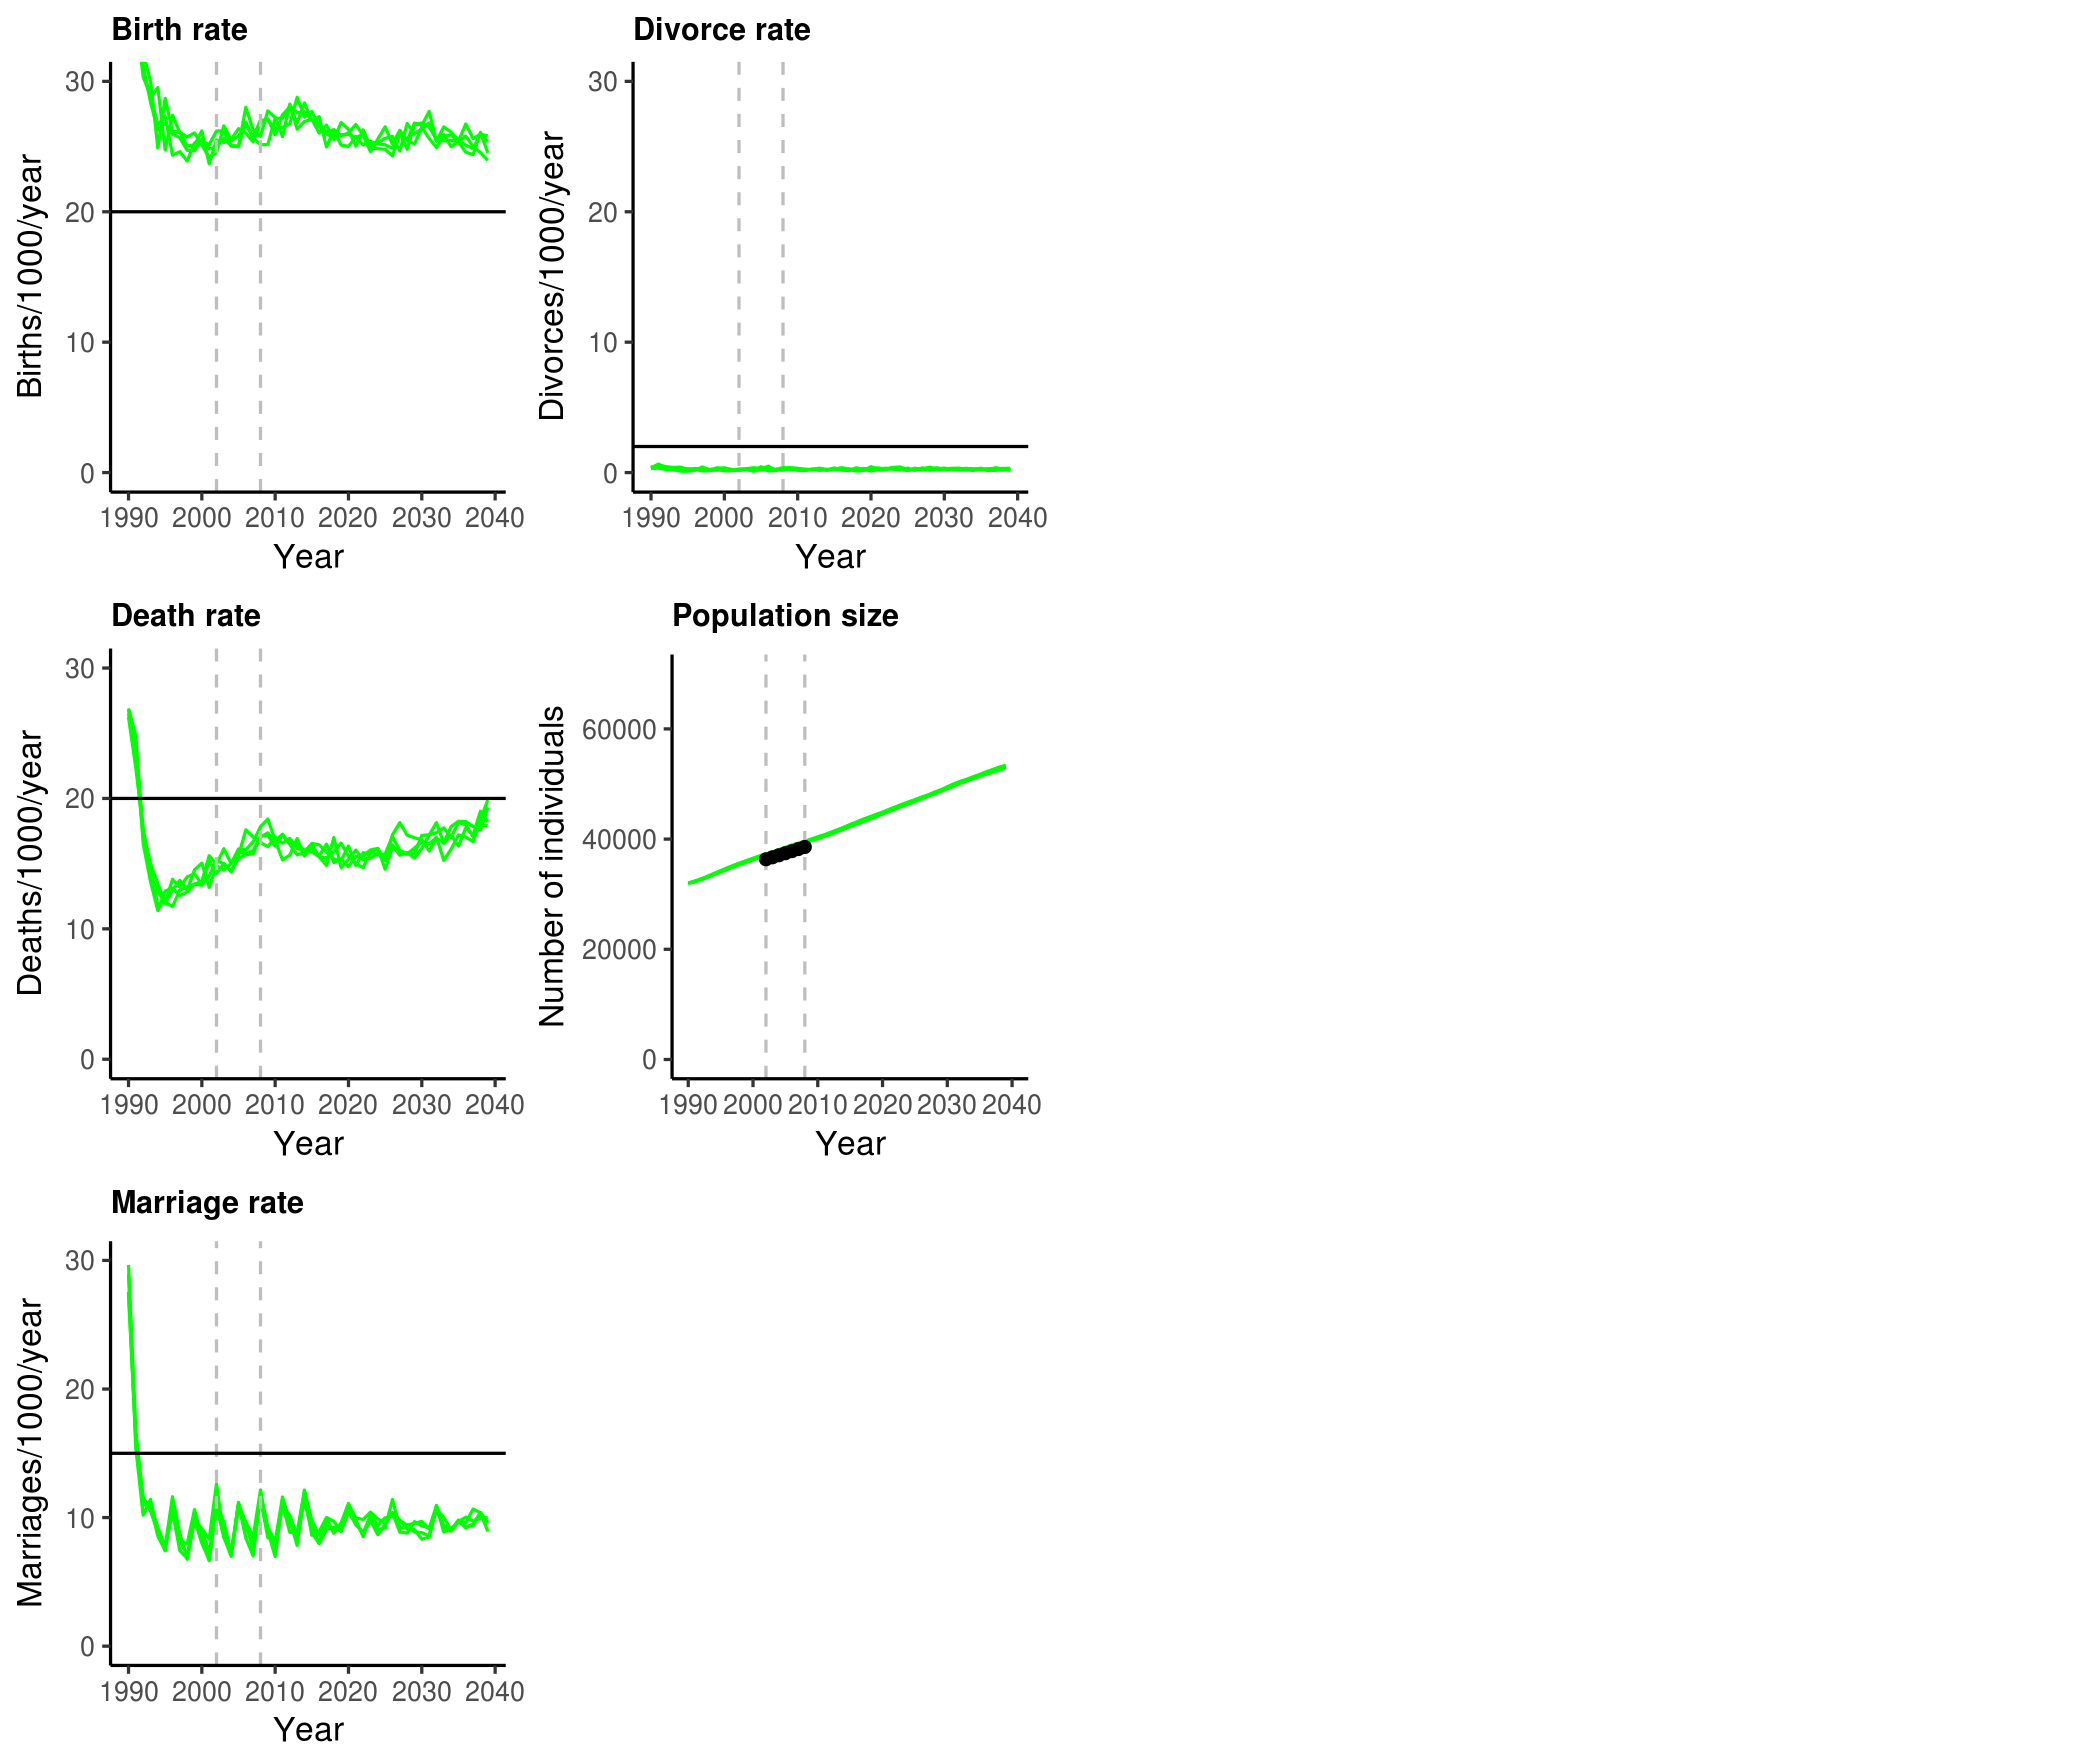 Birth rate
Births/1000/year
30
20
10
0
1990 2000 2010 2020 2030 2040
Year
Divorce rate
Divorces/1000/year
30
20
10
0
1990 2000 2010 2020 2030 2040
Year
Death rate
Deaths/1000/year
30
20
10
0
1990 2000 2010 2020 2030 2040
Year
Population size
Number of individuals
60000
40000
20000
0
1990 2000 2010 2020 2030 2040
Year
Marriage rate
Marriages/1000/year
30
20
10
0
1990 2000 2010 2020 2030 2040
Year